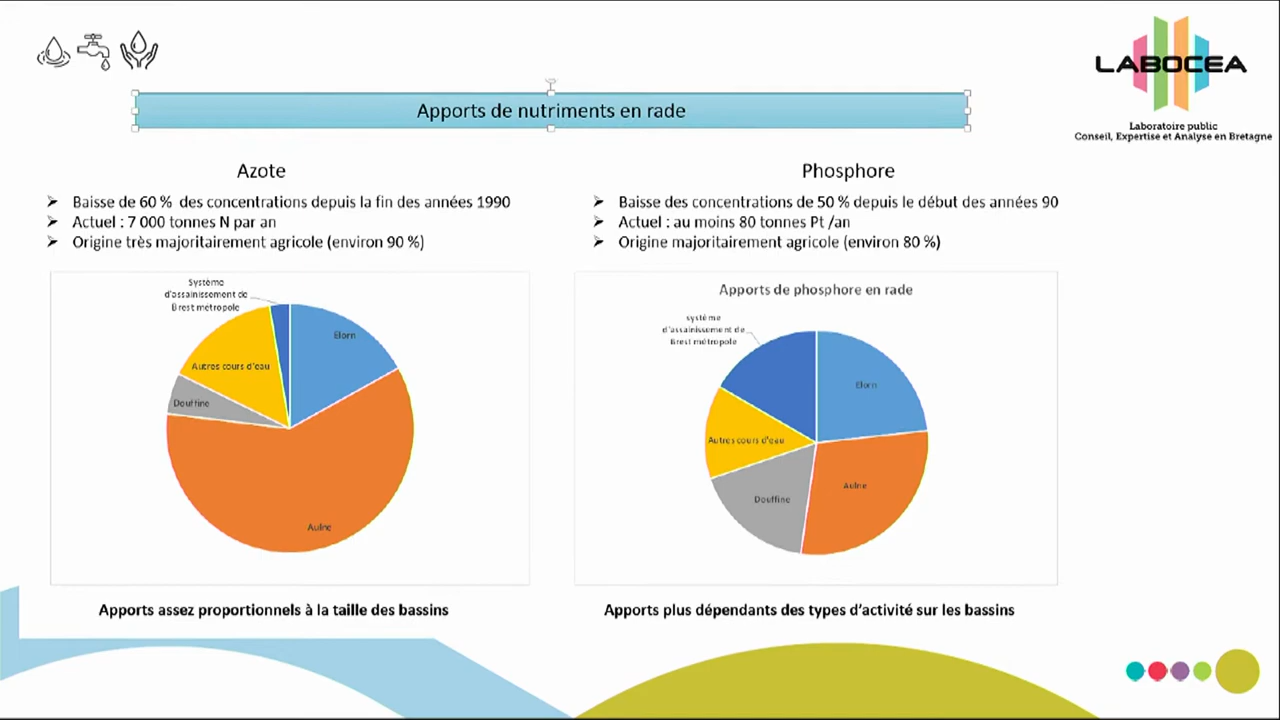 LABOCEA
Laboratoire public
Conseil, Expertise et Analyse en Bretagne
Apports de nutriments en rade
Azote
Baisse de 60 % des concentrations depuis la fin des années 1990
Actuel : 7 000 tonnes N par an
Origine très majoritairement agricole (environ 90 %)
Système
d'assainissement de
Brest métropole
Elorn
Autres cours d'eau
Douffine
Aulne
Apports assez proportionnels à la taille des bassins
Phosphore
Baisse des concentrations de 50 % depuis le début des années 90
Actuel : au moins 80 tonnes Pt /an
Origine majoritairement agricole (environ 80 %)
Apports de phosphore en rade
système
d'assainissement de
Brest métropole
Elorn
Autres cours d'eau
Aulne
Douffine
Apports plus dépendants des types d'activité sur les bassins